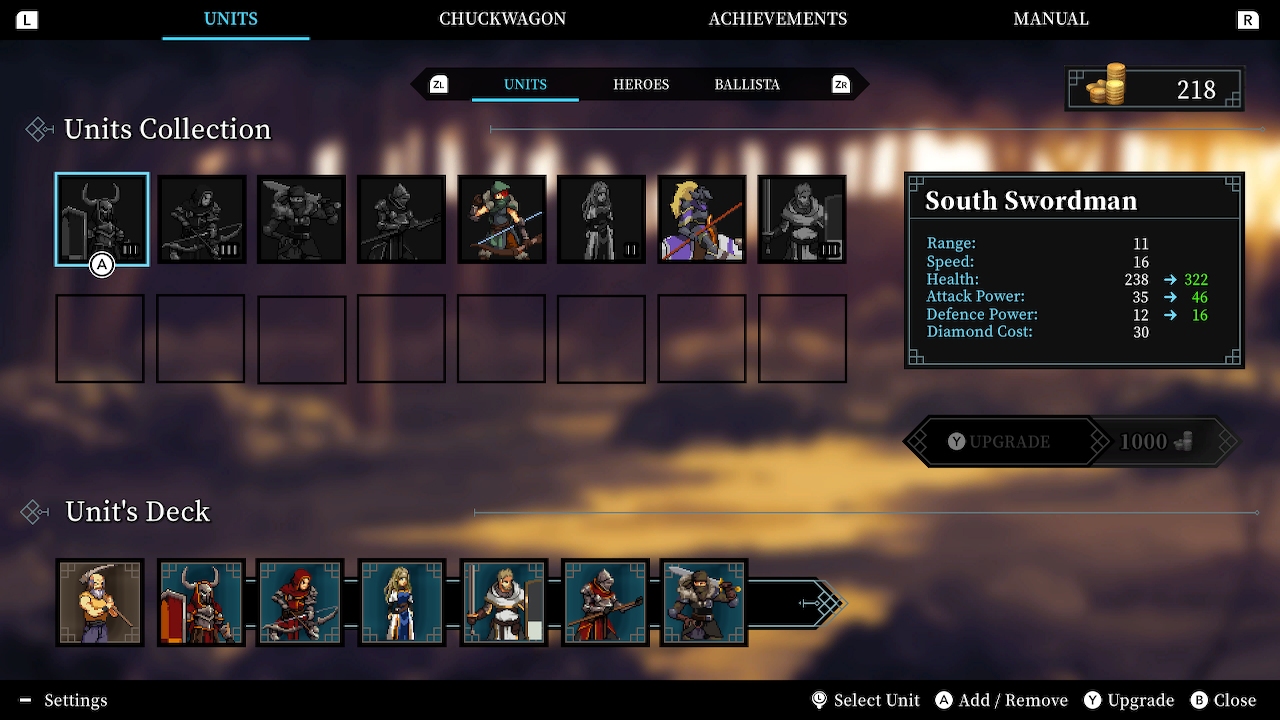 L UNITS CHUCKWAGON ACHIEVEMENTS MANUAL R
ZL UNITS HEROES BALLISTA ZR
218
Units Collection
III III II III
A
South Swordman
Range: 11
Speed: 16
Health: 238 → 322
Attack Power: 35 → 46
Defence Power: 12 → 16
Diamond Cost: 30
Y UPGRADE 1000
Unit's Deck
Settings L Select Unit A Add / Remove Y Upgrade B Close